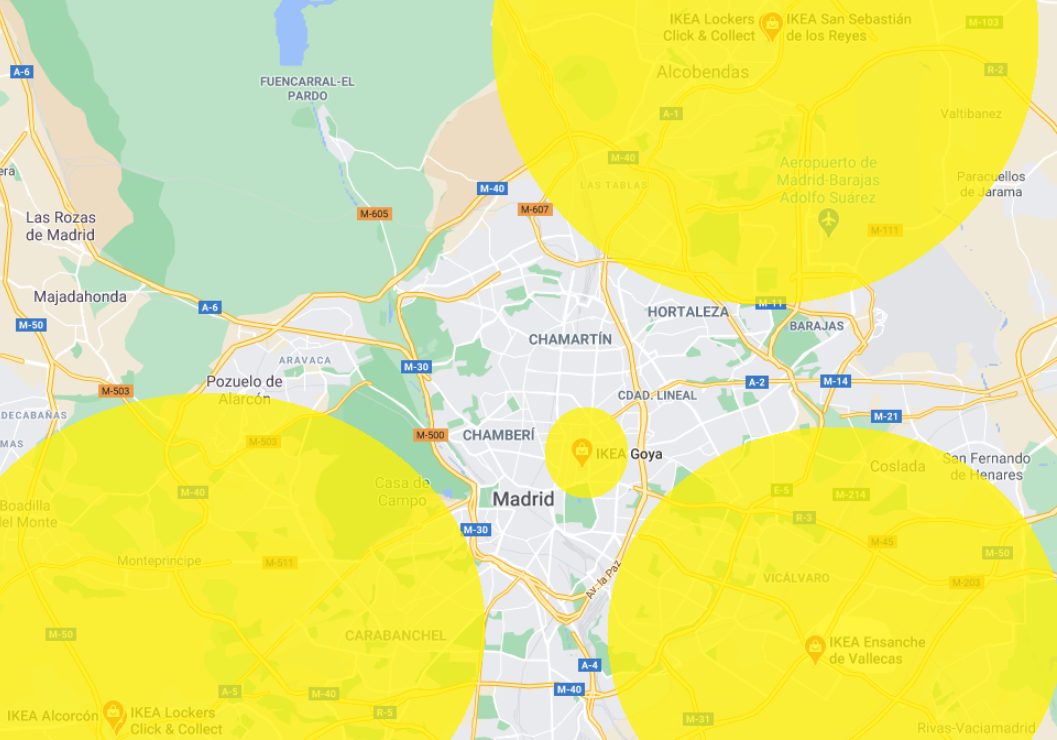 IKEA Lockers
Click & Collect
IKEA San Sebastián
de los Reyes
M-103
A-6
Alcobendas
R-2
FUENCARRAL-EL
PARDO
A-1
Valtibanez
M-40
Aeropuerto de
Madrid-Barajas
Adolfo Suárez
era
LAS TABLAS
Paracuellos
de Jarama
M-40
M-607
M-605
Las Rozas
de Madrid
M-111
Majadahonda
A-6
M-11
HORTALEZA
M-50
BARAJAS
CHAMARTÍN
ARAVACA
M-30
Pozuelo de
Alarcón
A-2
M-14
M-503
CDAD. LINEAL
DECABAÑAS
M-21
M-500
CHAMBERÍ
MAS
M-503
IKEA Goya
San Fernando
de Henares
Coslada
Casa de
Campo
M-40
Madrid
E-5
M-214
Boadilla
del Monte
R-3
M-30
M-45
M-50
Monteprincipe
M-511
Av. la Paz
VICÁLVARO
M-203
M-50
CARABANCHEL
IKEA Ensanche
de Vallecas
A-4
A-5
M-40
M-40
IKEA Alcorcón
IKEA Lockers
Click & Collect
R-5
M-31
Rivas-Vaciamadrid